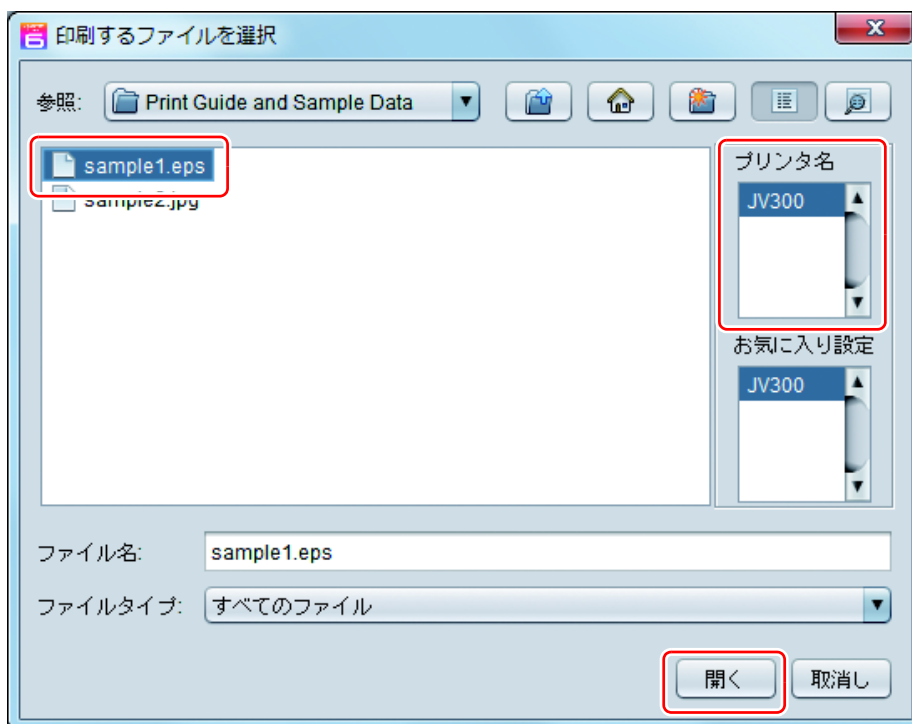 印刷するファイルを選択
参照: Print Guide and Sample Data
sample1.eps
sample2.jpg
プリンタ名
JV300
お気に入り設定
JV300
ファイル名: sample1.eps
ファイルタイプ: すべてのファイル
開く 取消し